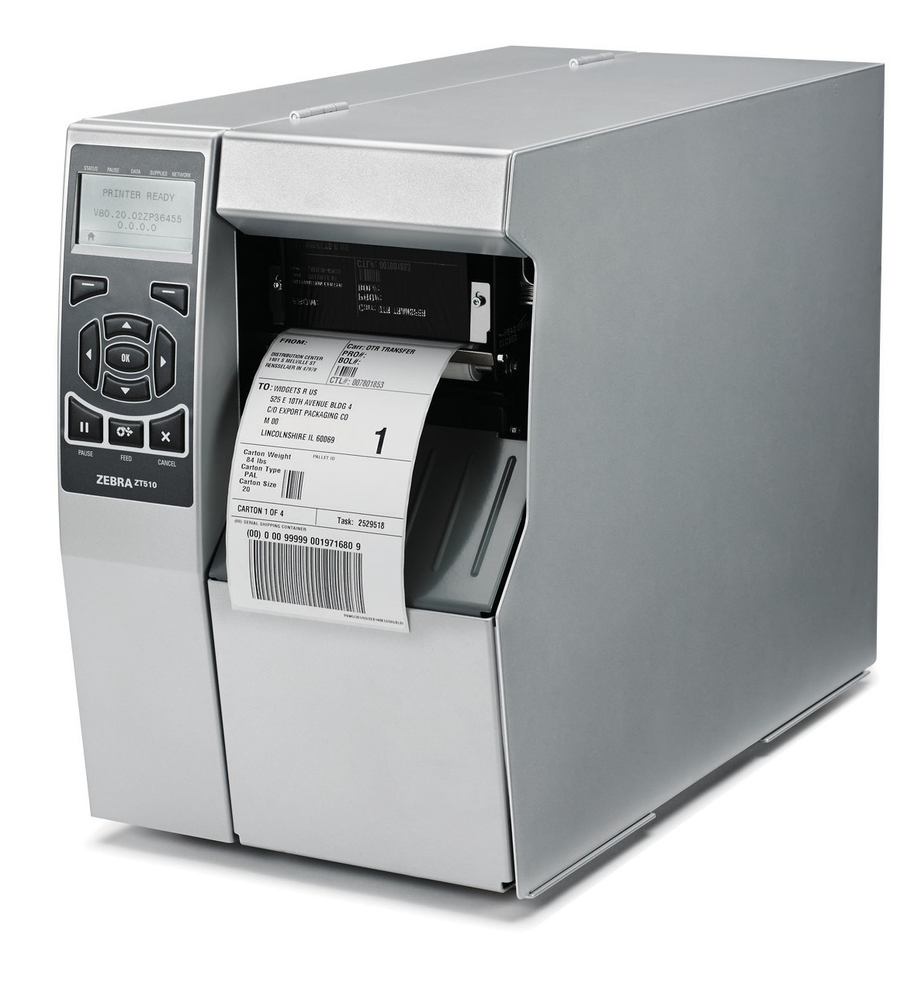 STATUS PAUSE DATA SUPPLIES NETWORK
PRINTER READY
V80.20.02ZP36455
0.0.0.0
OK
PAUSE
FEED
CANCEL
ZEBRA ZT510
FROM:
DISTRIBUTION CENTER
1401 S MELVILLE ST
RENSSELAER IN 47978
Carr: OTR TRANSFER
PRO#:
BOL#:
CTL#: 007801853
TO: WIDGETS R US
525 E 10TH AVENUE BLDG 4
C/O EXPORT PACKAGING CO
M 00
LINCOLNSHIRE IL 60069
1
Carton Weight
84 lbs
Carton Type
PAL
Carton Size
20
PALLET ID
CARTON 1 OF 4
Task: 2529518
(00) SERIAL SHIPPING CONTAINER
(00) 0 00 99999 001971680 9